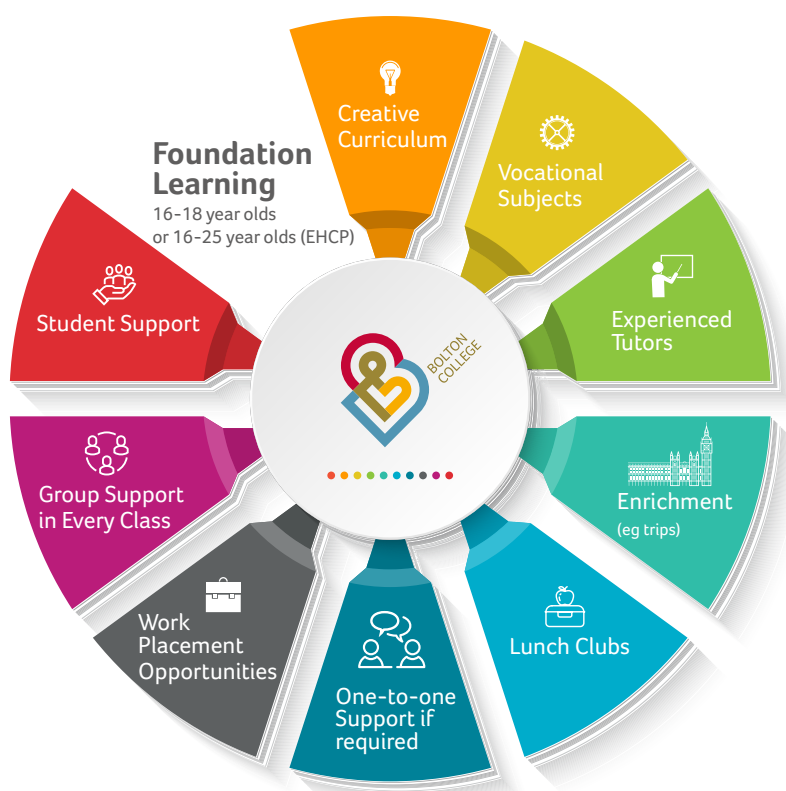 Foundation
Learning
16-18 year olds
or 16-25 year olds (EHCP)
Creative
Curriculum
Vocational
Subjects
Experienced
Tutors
Enrichment
(eg trips)
Lunch Clubs
One-to-one
Support if
required
Work
Placement
Opportunities
Group Support
in Every Class
Student Support
BOLTON
COLLEGE